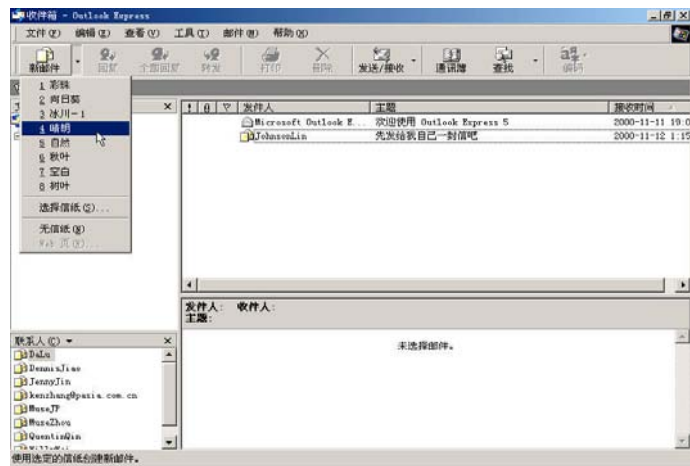 收件箱 - Outlook Express
文件(F) 编辑(E) 查看(V) 工具(T) 邮件(M) 帮助(H)
新邮件 回复 全部回复 转发 打印 删除 发送/接收 通讯簿 查找 编码
1 彩珠
2 向日葵
3 冰川-1
4 晴朗
5 自然
6 秋叶
7 空白
8 树叶
选择信纸(S)...
无信纸(N)
Web 页(W)...
! 发件人 主题 接收时间
Microsoft Outlook E... 欢迎使用 Outlook Express 5 2000-11-11 19:0
JohnsonLin 先发给我自己一封信吧 2000-11-12 1:15
发件人: 收件人:
主题:
未选择邮件。
联系人(C)
DaLu
DennisJiao
JennyJin
kenzhang@pazia.com.cn
MuseJP
MuseZhou
QuentinQin
使用选定的信纸创建新邮件。